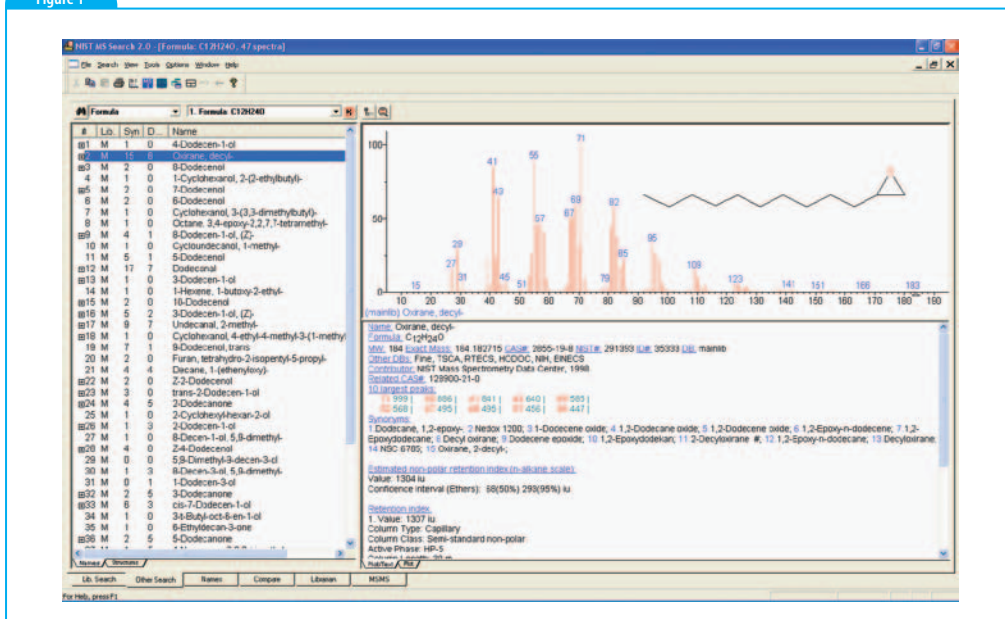 Figure 1
NIST MS Search 2.0 - [Formula: C12H24O, 47 spectra]
File Search View Tools Options Window Help
Formula 1. Formula: C12H24O
# Lib. Syn D... Name
1 M 1 0 4-Dodecen-1-ol
2 M 15 6 Oxirane, decyl-
3 M 2 0 8-Dodecenol
4 M 1 0 1-Cyclohexanol, 2-(2-ethylbutyl)-
5 M 2 0 7-Dodecenol
6 M 2 0 6-Dodecenol
7 M 1 0 Cyclohexanol, 3-(3,3-dimethylbutyl)-
8 M 1 0 Octane, 3,4-epoxy-2,2,7,7-tetramethyl-
9 M 4 1 8-Dodecen-1-ol, (Z)-
10 M 1 0 Cycloundecanol, 1-methyl-
11 M 5 1 5-Dodecenol
12 M 17 7 Dodecanal
13 M 1 0 3-Dodecen-1-ol
14 M 1 0 1-Hexene, 1-butoxy-2-ethyl-
15 M 2 0 10-Dodecenol
16 M 5 2 3-Dodecen-1-ol, (Z)-
17 M 9 7 Undecanal, 2-methyl-
18 M 1 0 Cyclohexanol, 4-ethyl-4-methyl-3-(1-methyl
19 M 7 1 9-Dodecenol, trans
20 M 2 0 Furan, tetrahydro-2-isopentyl-5-propyl-
21 M 4 4 Decane, 1-(ethenyloxy)-
22 M 2 0 Z-2-Dodecenol
23 M 3 0 trans-2-Dodecen-1-ol
24 M 4 5 2-Dodecanone
25 M 1 0 2-Cyclohexyl-hexan-2-ol
26 M 1 3 2-Dodecen-1-ol
27 M 1 0 8-Decen-1-ol, 5,9-dimethyl-
28 M 4 0 Z-4-Dodecenol
29 M 0 0 5,9-Dimethyl-3-decen-3-ol
30 M 1 3 8-Decen-3-ol, 5,9-dimethyl-
31 M 0 1 1-Dodecen-3-ol
32 M 2 5 3-Dodecanone
33 M 6 3 cis-7-Dodecen-1-ol
34 M 1 0 3-t-Butyl-oct-6-en-1-ol
35 M 1 0 6-Ethyldecan-3-one
36 M 2 5 5-Dodecanone
Names Structures
100
50
0
15 27 29 31 41 43 45 51 55 57 67 69 71 79 82 85 95 109 123 141 151 166 183
10 20 30 40 50 60 70 80 90 100 110 120 130 140 150 160 170 180 190
(mainlib) Oxirane, decyl-
Name: Oxirane, decyl-
Formula: C12H24O
MW: 184 Exact Mass: 184.182715 CAS#: 2855-19-8 NIST#: 291393 ID#: 35333 DB: mainlib
Other DBs: Fine, TSCA, RTECS, HCDOC, NIH, EINECS
Contributor: NIST Mass Spectrometry Data Center, 1998
Related CAS#: 128900-21-0
10 largest peaks:
999 | 886 | 841 | 640 | 585 |
568 | 495 | 495 | 456 | 447 |
Synonyms:
1.Dodecane, 1,2-epoxy-; 2 Nedox 1200; 3 1-Dodecene oxide; 4 1,2-Dodecane oxide; 5 1,2-Dodecene oxide; 6 1,2-Epoxy-n-dodecene; 7 1,2-
Epoxydodecane; 8 Decyl oxirane; 9 Dodecene epoxide; 10 1,2-Epoxydodekan; 11 2-Decyloxirane #; 12 1,2-Epoxy-n-dodecane; 13 Decyloxirane
14 NSC 6785; 15 Oxirane, 2-decyl-;
Estimated non-polar retention index (n-alkane scale):
Value: 1304 iu
Confidence interval (Ethers): 68(50%) 293(95%) iu
Retention index.
1. Value: 1307 iu
Column Type: Capillary
Column Class: Semi-standard non-polar
Active Phase: HP-5
Plot/Text Plot
Lib. Search Other Search Names Compare Librarian MSMS
For Help, press F1